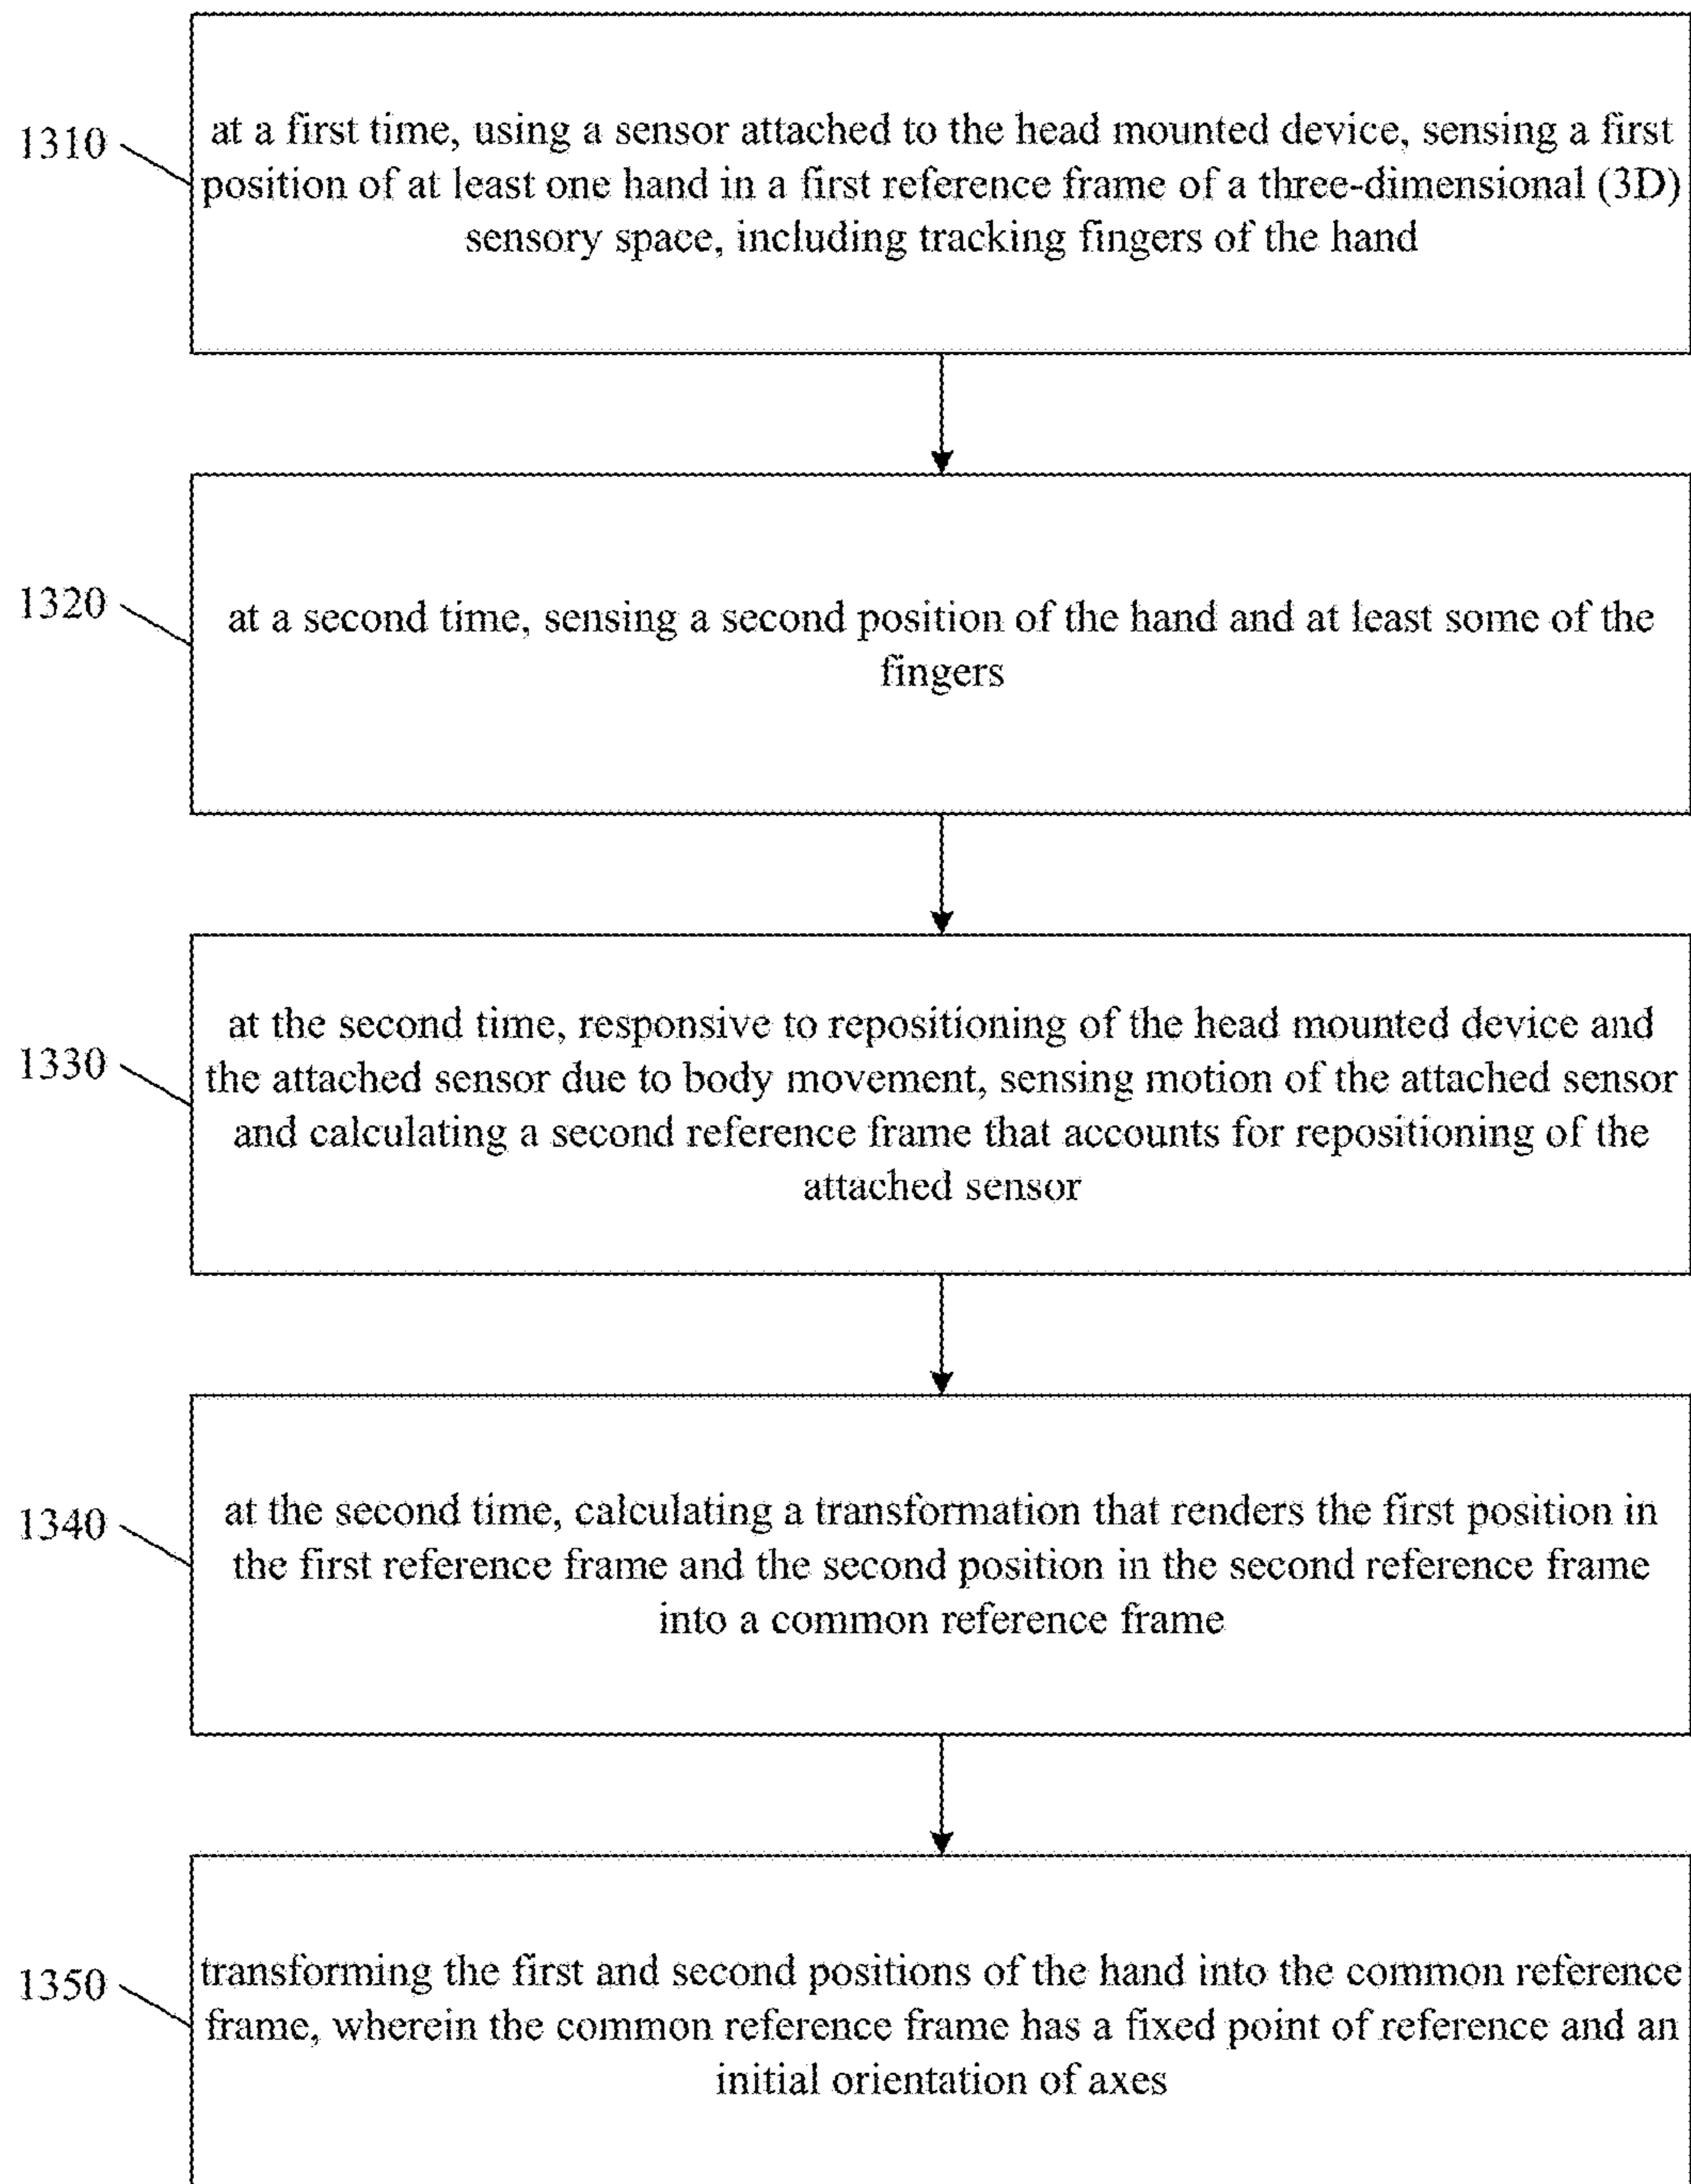 1310
at a first time, using a sensor attached to the head mounted device, sensing a first
position of at least one hand in a first reference frame of a three-dimensional (3D)
sensory space, including tracking fingers of the hand
1320
at a second time, sensing a second position of the hand and at least some of the
fingers
1330
at the second time, responsive to repositioning of the head mounted device and
the attached sensor due to body movement, sensing motion of the attached sensor
and calculating a second reference frame that accounts for repositioning of the
attached sensor
1340
at the second time, calculating a transformation that renders the first position in
the first reference frame and the second position in the second reference frame
into a common reference frame
1350
transforming the first and second positions of the hand into the common reference
frame, wherein the common reference frame has a fixed point of reference and an
initial orientation of axes